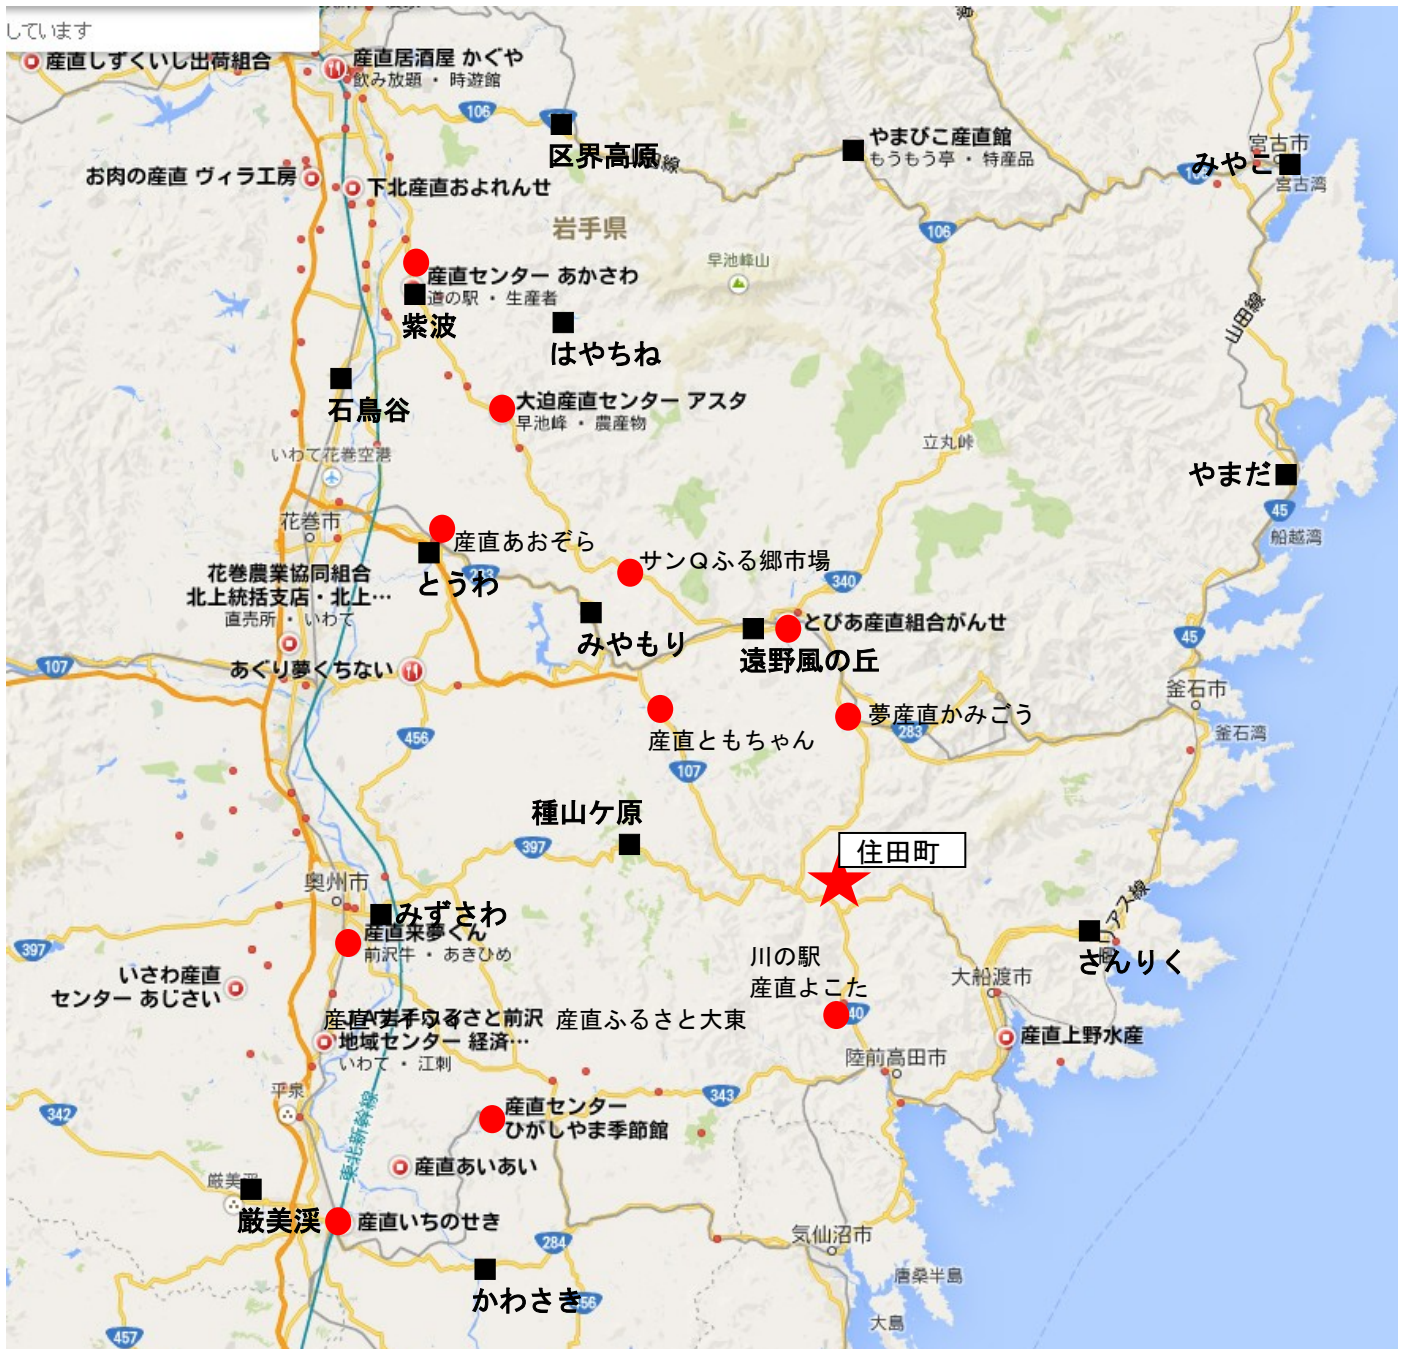 しています
産直しずくいし出荷組合
産直居酒屋 かぐや
飲み放題 ・ 時遊館
106
区界高原
やまびこ産直館
もうもう亭 ・ 特産品
宮古市
みやこ
宮古湾
お肉の産直 ヴィラ工房
下北産直およれんせ
岩手県
106
早池峰山
産直センター あかさわ
道の駅 ・ 生産者
紫波
はやちね
山田線
石鳥谷
大迫産直センター アスタ
早池峰 ・ 農産物
立丸峠
いわて花巻空港
やまだ
45
船越湾
花巻市
産直あおぞら
サンQふる郷市場
とうわ
340
花巻農業協同組合
北上統括支店・北上…
直売所 ・ いわて
みやもり
とぴあ産直組合がんせ
遠野風の丘
45
107
あぐり夢くちない
釜石市
釜石湾
夢産直かみごう
283
産直ともちゃん
456
107
種山ケ原
397
住田町
奥州市
みずさわ
産直来夢くん
前沢牛 ・ あきひめ
397
さんりく
大船渡市
川の駅
産直よこた
いさわ産直
センター あじさい
産直ふるさと大東
地域センター 経済…
いわて ・ 江刺
産直上野水産
陸前高田市
平泉
343
342
産直センター
ひがしやま季節館
東北新幹線
産直あいあい
厳美渓
産直いちのせき
284
気仙沼市
唐桑半島
かわさき
大島
457